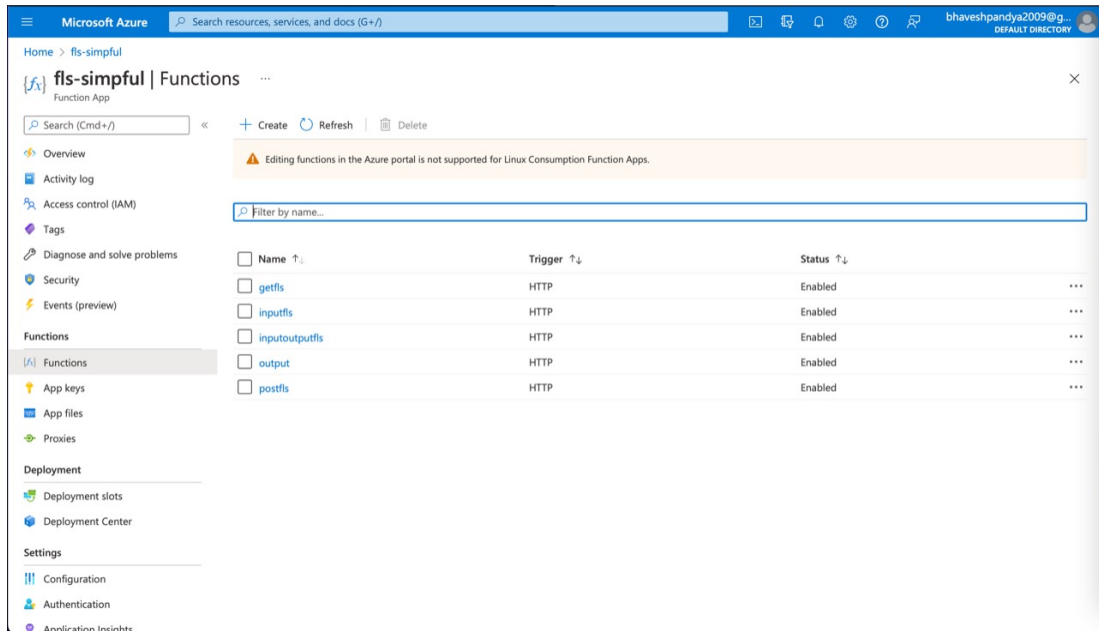 Microsoft Azure
Search resources, services, and docs (G+/)
bhaveshpandya2009@g...
DEFAULT DIRECTORY
Home > fls-simpful
{fx} fls-simpful | Functions ...
Function App
Search (Cmd+/)
«
+ Create Refresh | Delete
Overview
Editing functions in the Azure portal is not supported for Linux Consumption Function Apps.
Activity log
Access control (IAM)
Filter by name...
Tags
Diagnose and solve problems
Name ↑↓ Trigger ↑↓ Status ↑↓
Security
getfls HTTP Enabled ...
Events (preview)
inputfls HTTP Enabled ...
Functions
inputoutputfls HTTP Enabled ...
Functions
output HTTP Enabled ...
App keys
postfls HTTP Enabled ...
App files
Proxies
Deployment
Deployment slots
Deployment Center
Settings
Configuration
Authentication
Application Insights